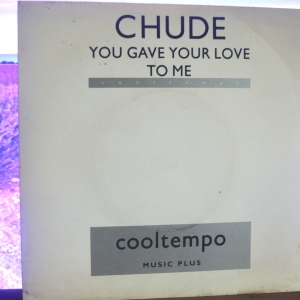 CHUDE
YOU GAVE YOUR LOVE
TO ME
cooltempo
MUSIC PLUS